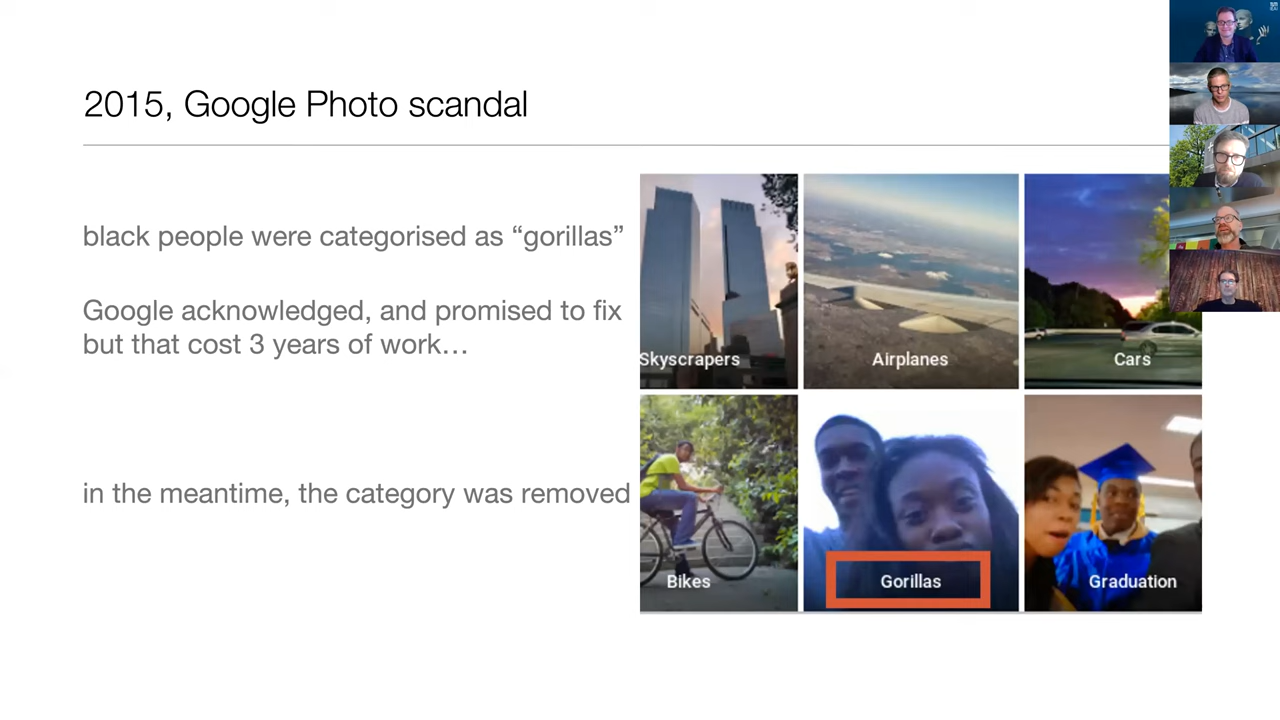 2015, Google Photo scandal
black people were categorised as “gorillas”
Google acknowledged, and promised to fix
but that cost 3 years of work…
in the meantime, the category was removed
Skyscrapers
Airplanes
Cars
Bikes
Gorillas
Graduation